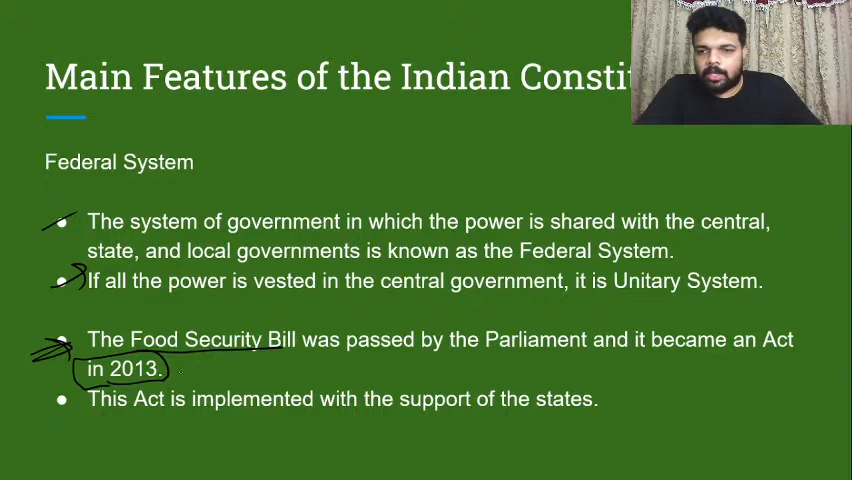 Main Features of the Indian Constit
Federal System
● The system of government in which the power is shared with the central,
state, and local governments is known as the Federal System.
● If all the power is vested in the central government, it is Unitary System.
● The Food Security Bill was passed by the Parliament and it became an Act
in 2013.
● This Act is implemented with the support of the states.